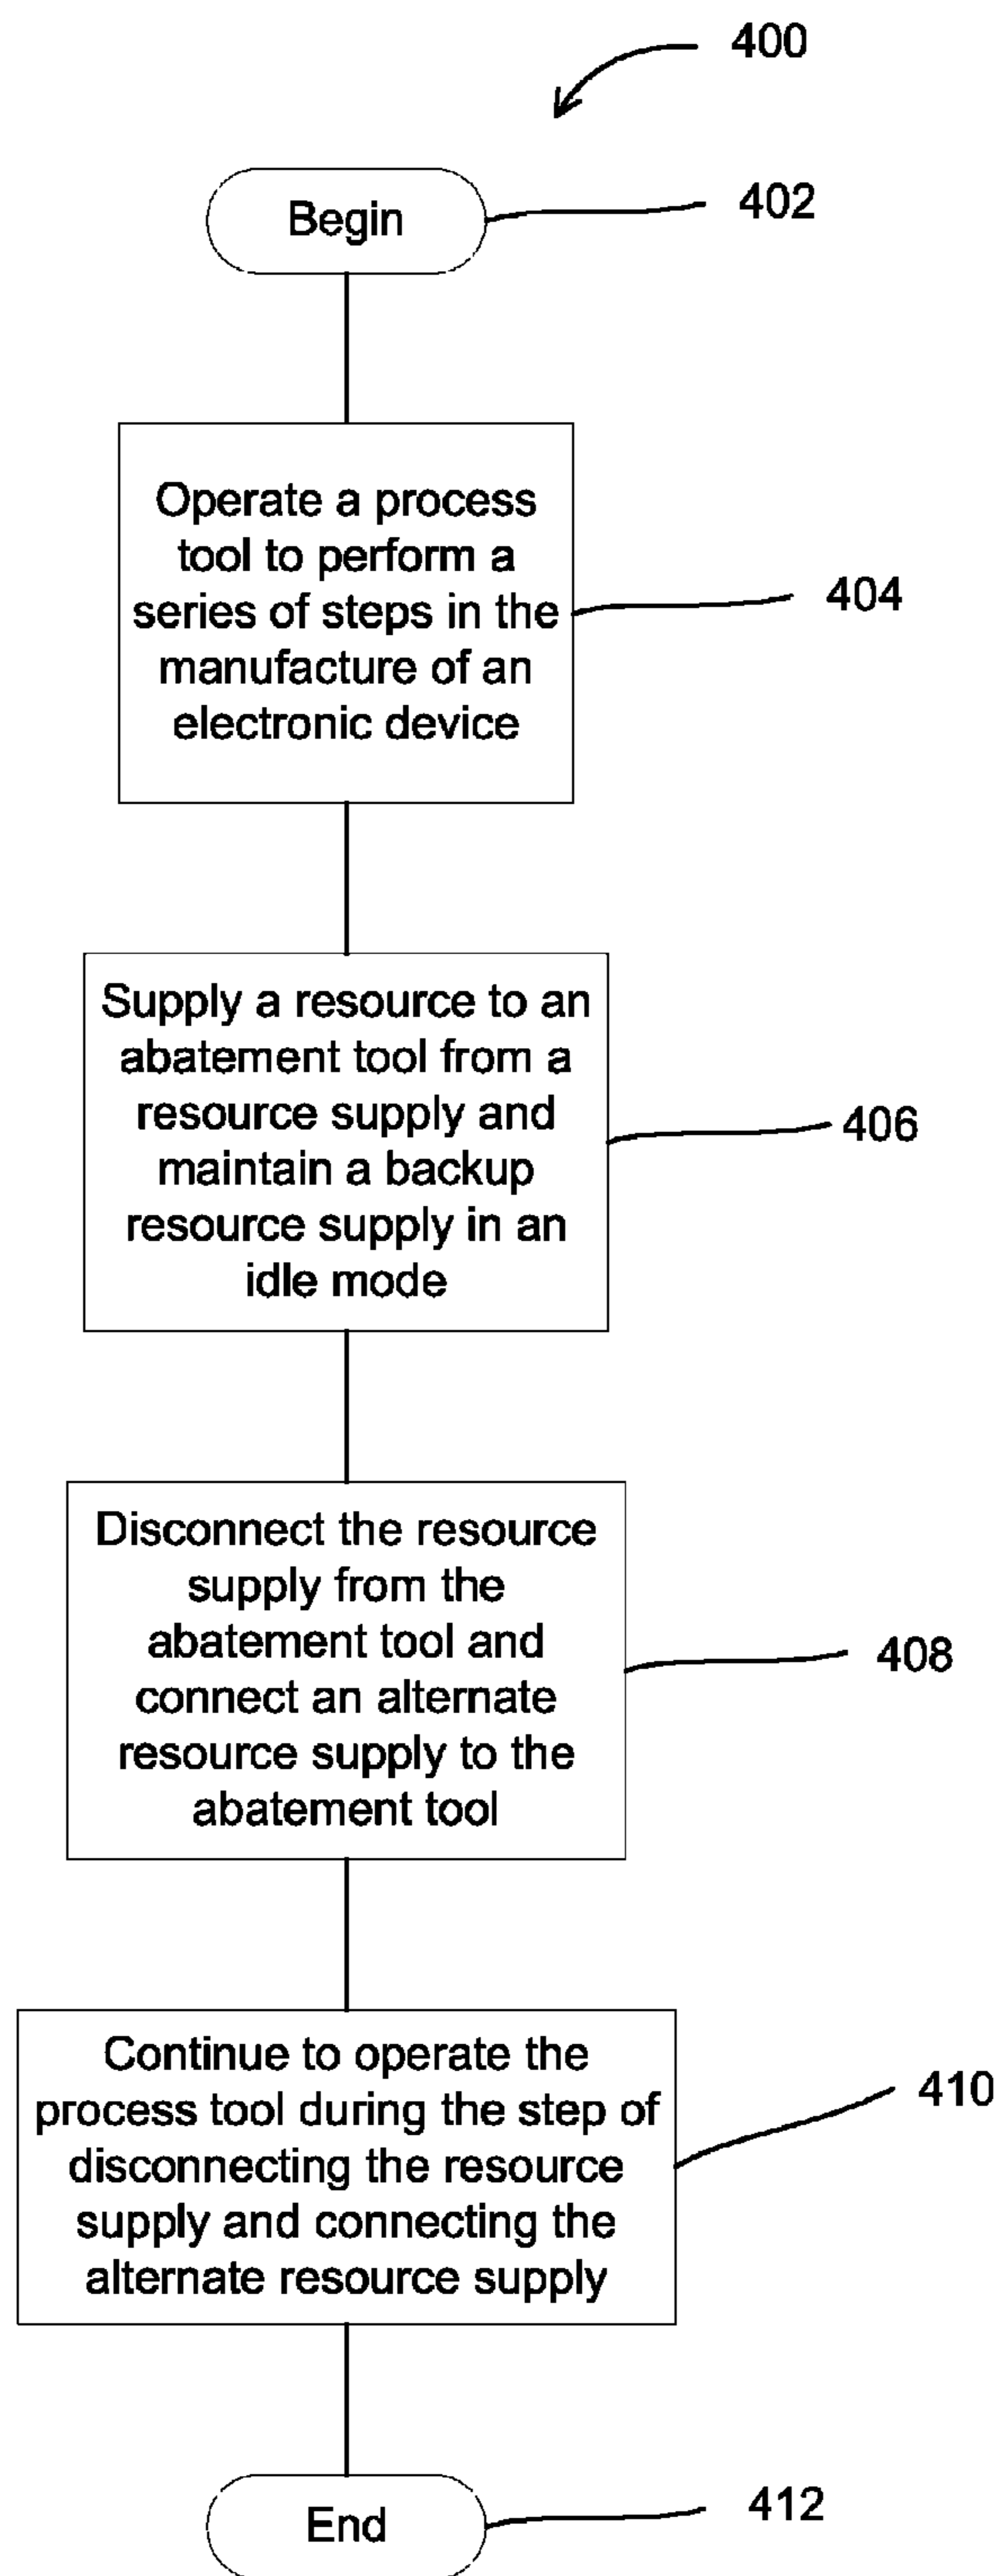 400
Begin
402
Operate a process
tool to perform a
series of steps in the
manufacture of an
electronic device
404
Supply a resource to an
abatement tool from a
resource supply and
maintain a backup
resource supply in an
idle mode
406
Disconnect the resource
supply from the
abatement tool and
connect an alternate
resource supply to the
abatement tool
408
Continue to operate the
process tool during the step of
disconnecting the resource
supply and connecting the
alternate resource supply
410
End
412